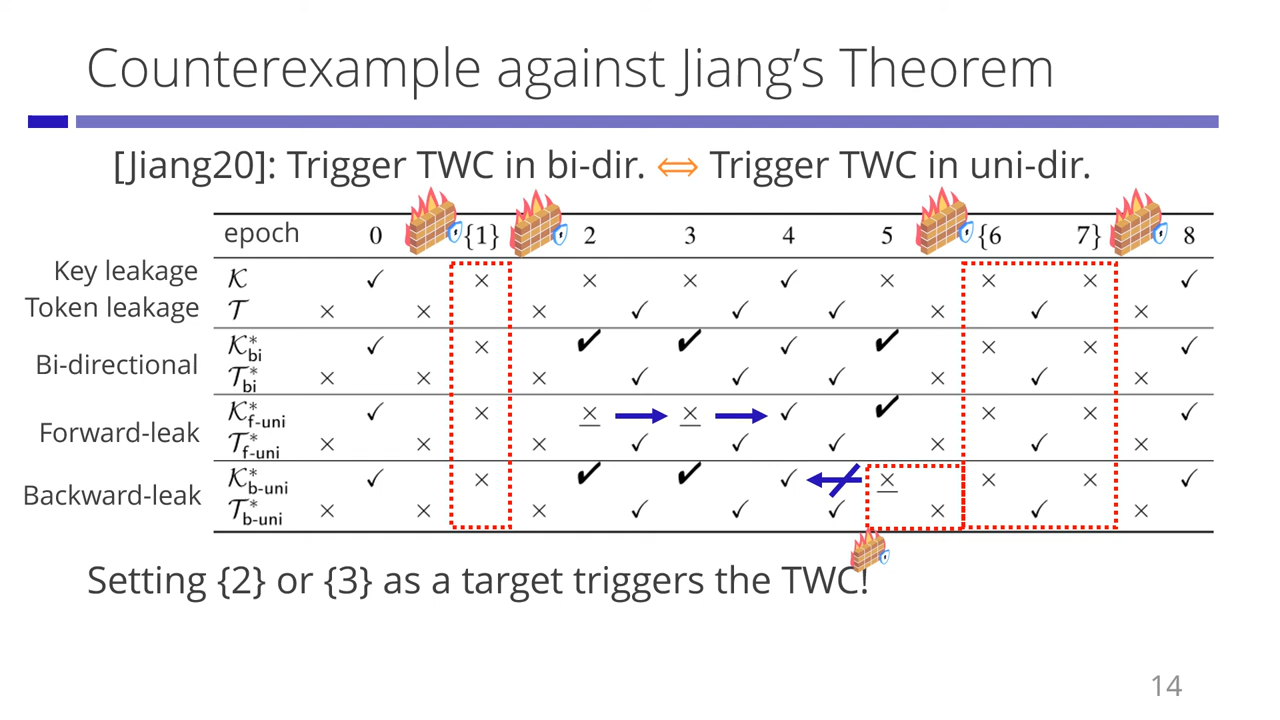 Counterexample against Jiang's Theorem
[Jiang20]: Trigger TWC in bi-dir. ⇔ Trigger TWC in uni-dir.
epoch 0 {1} 2 3 4 5 {6 7} 8
Key leakage 𝒦 ✓ × × × ✓ × × × ✓
Token leakage 𝒯 × × × ✓ ✓ ✓ × ✓ ×
Bi-directional
𝒦*bi ✓ × ✓ ✓ ✓ ✓ × × ✓
𝒯*bi × × × ✓ ✓ ✓ × ✓ ×
Forward-leak
𝒦*f-uni ✓ × × → × → ✓ ✓ × × ✓
𝒯*f-uni × × × ✓ ✓ ✓ × ✓ ×
Backward-leak
𝒦*b-uni ✓ × ✓ ✓ ✓ × × × ✓
𝒯*b-uni × × × ✓ ✓ ✓ × ✓ ×
Setting {2} or {3} as a target triggers the TWC!
14